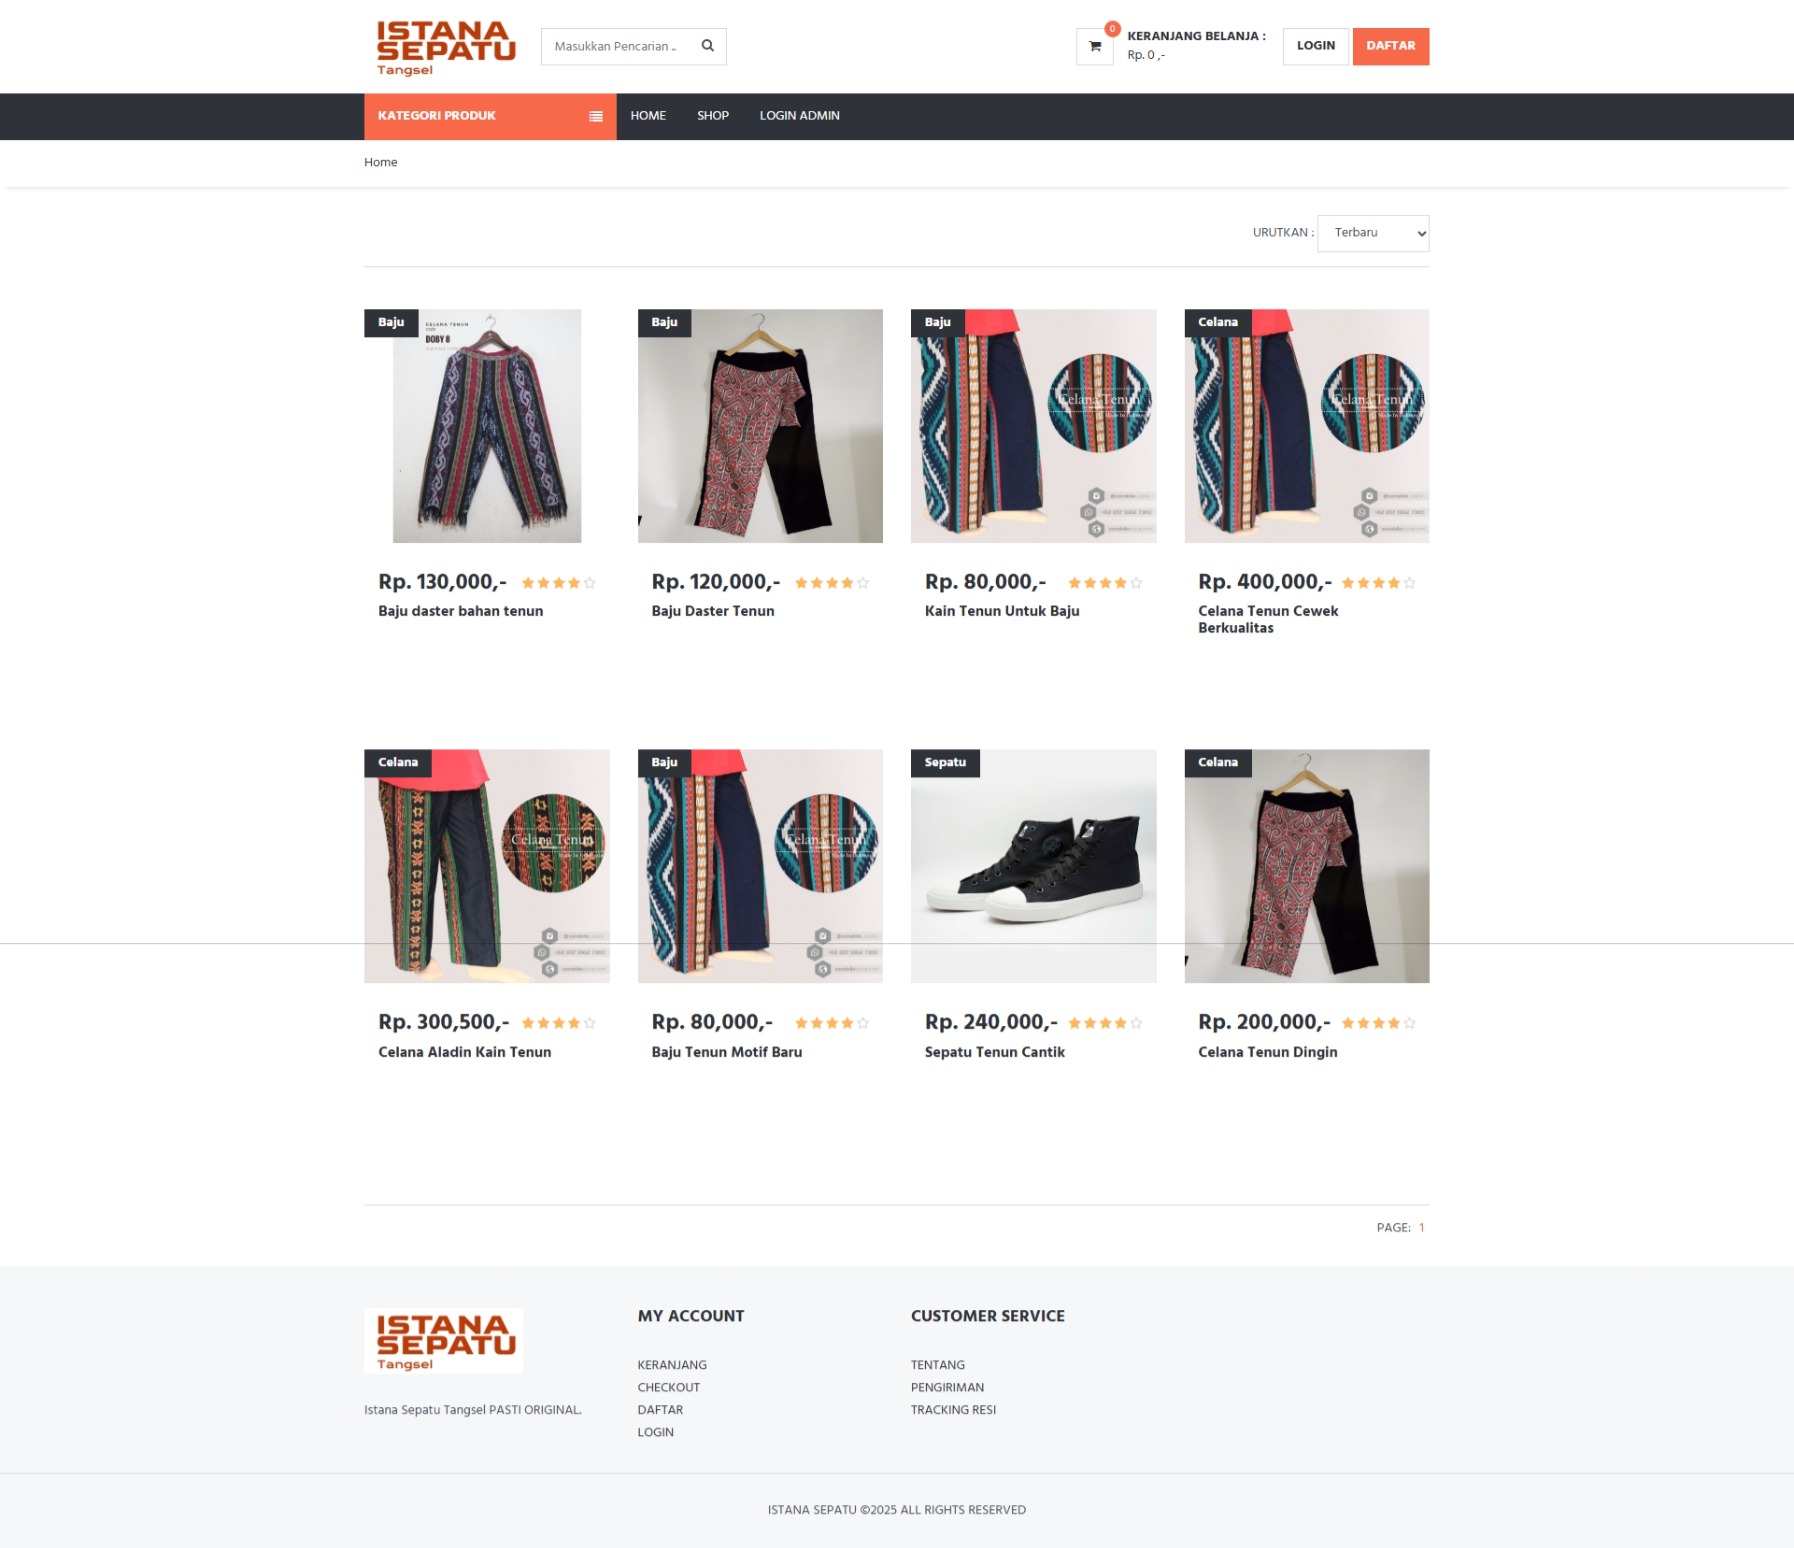 ISTANA
SEPATU
Tangsel
Masukkan Pencarian ..
0
KERANJANG BELANJA :
Rp. 0 ,-
LOGIN
DAFTAR
KATEGORI PRODUK
HOME
SHOP
LOGIN ADMIN
Home
URUTKAN :
Terbaru
Baju
CELANA TENUN
DOBY 8
Baju
Baju
Celana Tenun
Celana
Celana Tenun
Rp. 130,000,-
Baju daster bahan tenun
Rp. 120,000,-
Baju Daster Tenun
Rp. 80,000,-
Kain Tenun Untuk Baju
Rp. 400,000,-
Celana Tenun Cewek
Berkualitas
Celana
Celana Tenun
Baju
Celana Tenun
Sepatu
Celana
Rp. 300,500,-
Celana Aladin Kain Tenun
Rp. 80,000,-
Baju Tenun Motif Baru
Rp. 240,000,-
Sepatu Tenun Cantik
Rp. 200,000,-
Celana Tenun Dingin
PAGE: 1
ISTANA
SEPATU
Tangsel
Istana Sepatu Tangsel PASTI ORIGINAL.
MY ACCOUNT
KERANJANG
CHECKOUT
DAFTAR
LOGIN
CUSTOMER SERVICE
TENTANG
PENGIRIMAN
TRACKING RESI
ISTANA SEPATU ©2025 ALL RIGHTS RESERVED